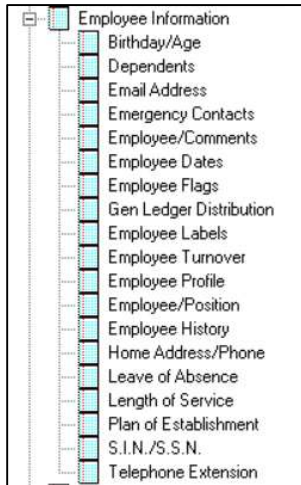 Employee Information
Birthday/Age
Dependents
Email Address
Emergency Contacts
Employee/Comments
Employee Dates
Employee Flags
Gen Ledger Distribution
Employee Labels
Employee Turnover
Employee Profile
Employee/Position
Employee History
Home Address/Phone
Leave of Absence
Length of Service
Plan of Establishment
S.I.N./S.S.N.
Telephone Extension